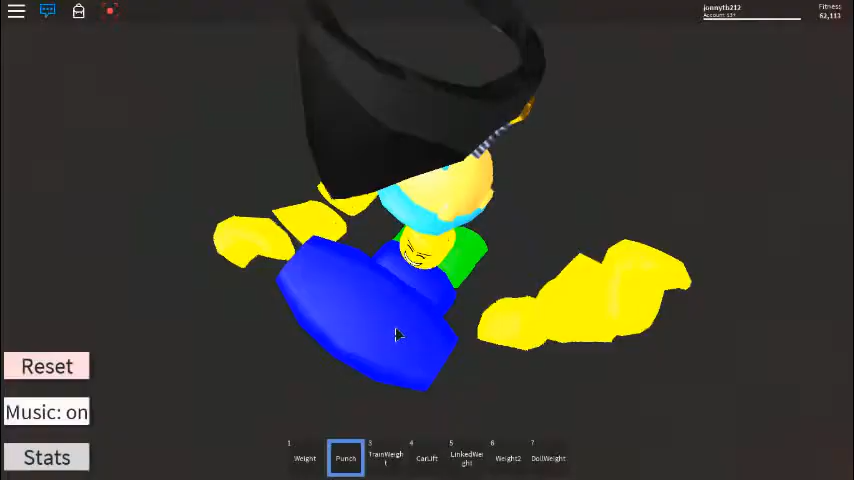 jonnytb212
Account: 13+
Fitness
62,113
Reset
Music: on
Stats
1
Weight
Punch
3
TrainWeigh
t
4
CarLift
5
LinkedWei
ght
6
Weight2
7
DollWeight